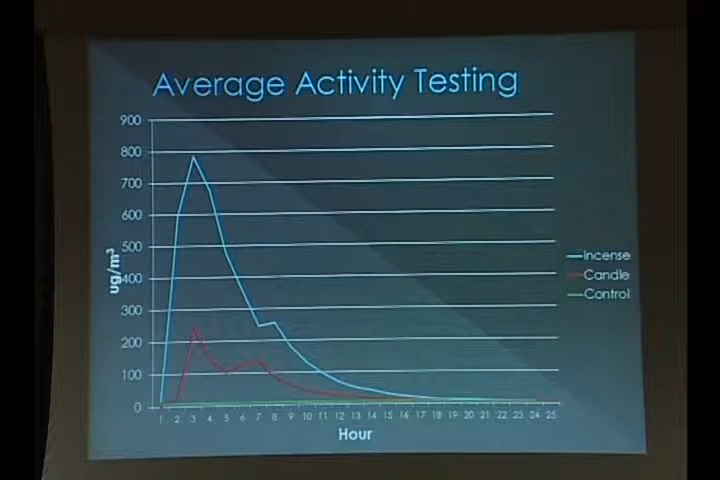 Average Activity Testing
900
800
700
600
500
400
300
200
100
0
ug/m³
1 2 3 4 5 6 7 8 9 10 11 12 13 14 15 16 17 18 19 20 21 22 23 24 25
Hour
Incense
Candle
Control